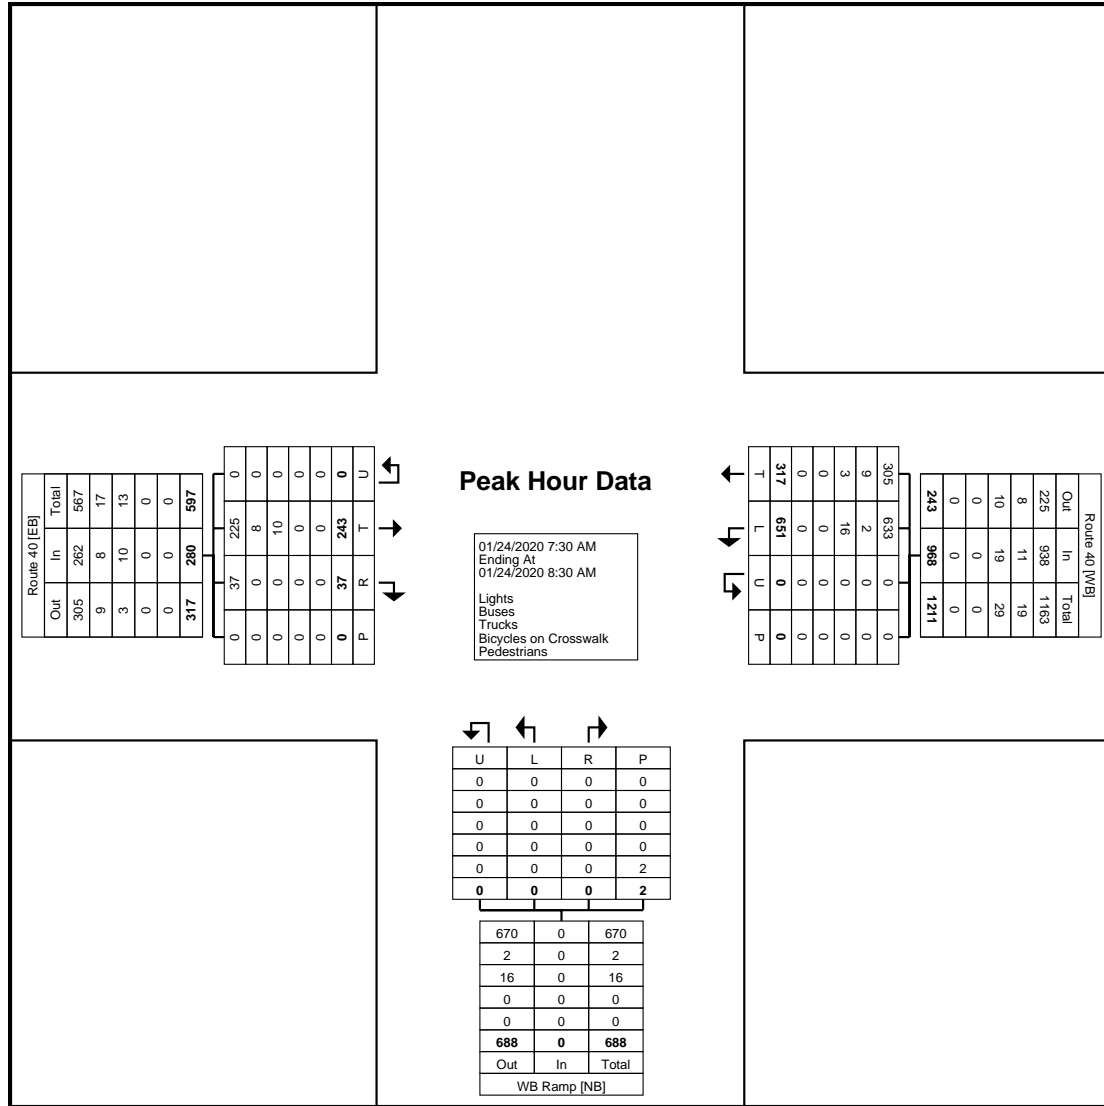 Peak Hour Data
01/24/2020 7:30 AM
Ending At
01/24/2020 8:30 AM
Lights
Buses
Trucks
Bicycles on Crosswalk
Pedestrians
Route 40 [EB]
Out In Total
305 262 567
9 8 17
3 10 13
0 0 0
0 0 0
317 280 597
0 37 225 0
0 0 8 0
0 0 10 0
0 0 0 0
0 0 0 0
0 37 243 0
P R T U
Route 40 [WB]
Out In Total
225 938 1163
8 11 19
10 19 29
0 0 0
0 0 0
243 968 1211
305 633 0 0
9 2 0 0
3 16 0 0
0 0 0 0
0 0 0 0
317 651 0 0
T L U P
U L R P
0 0 0 0
0 0 0 0
0 0 0 0
0 0 0 0
0 0 0 2
0 0 0 2
670 0 670
2 0 2
16 0 16
0 0 0
0 0 0
688 0 688
Out In Total
WB Ramp [NB]